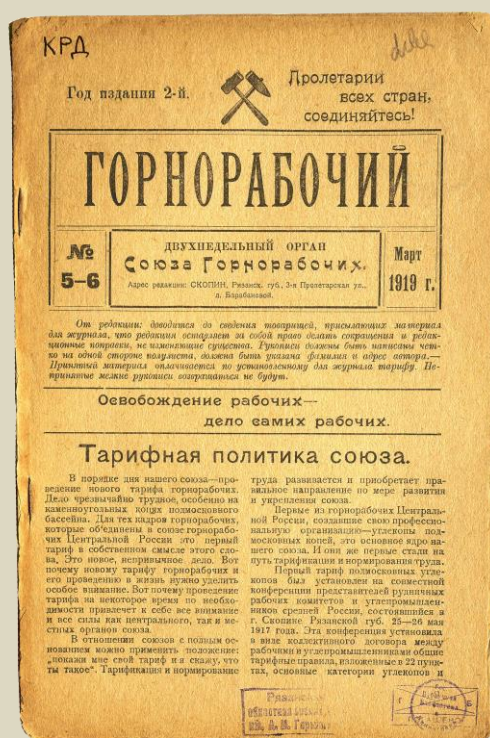 КРД
Год издания 2-й.
Пролетарии
всех стран,
соединяйтесь!
ГОРНОРАБОЧИЙ
№
5-6
ДВУХНЕДЕЛЬНЫЙ ОРГАН
Союза Горнорабочих.
Адрес редакции: СКОПИН, Рязанск. губ., 3-я Пролетарская ул.,
д. Барабановой.
Март
1919 г.
От редакции: доводится до сведения товарищей, присылающих материал
для журнала, что редакция оставляет за собой право делать сокращения и редак-
ционные поправки, не изменяющие существа. Рукописи должны быть написаны чет-
ко на одной стороне полулиста, должна быть указана фамилия и адрес автора.—
Принятый материал оплачивается по установленному для журнала тарифу. Не-
принятые мелкие рукописи возвращаться не будут.
Освобождение рабочих—
дело самих рабочих.
Тарифная политика союза.
В порядке дня нашего союза—про-
ведение нового тарифа горнорабочих.
Дело чрезвычайно трудное, особенно на
каменноугольных копях подмосковного
бассейна. Для тех кадров горнорабочих,
которые об'единены в союзе горнорабо-
чих Центральной России это первый
тариф в собственном смысле этого сло-
ва. Это новое, непривычное дело. Вот
почему новому тарифу горнорабочих и
его проведению в жизнь нужно уделить
особое внимание. Вот почему проведение
тарифа на некоторое время по необхо-
димости привлечет к себе все внимание
и все силы как центрального, так и ме-
стных органов союза.
В отношении союзов с полным ос-
нованием можно применить положение:
„покажи мне свой тариф и я скажу, что
ты такое". Тарификация и нормирование
труда развивается и приобретает пра-
вильное направление по мере развития
и укрепления союза.
Первые из горнорабочих Централь-
ной России, создавшие свою профессио-
нальную организацию—углекопы под-
московных копей, это основное ядро на-
шего союза. И они же первые стали на
путь тарификации и нормирования труда.
Первый тариф подмосковных угле-
копов был установлен на совместной
конференции представителей рудничных
рабочих комитетов и углепромышлен-
ников средней России, состоявшийся в
г. Скопине Рязанской губ. 25—26 мая
1917 года. Эта конференция установила
в виде коллективного договора между
рабочими и углепромышленниками общие
тарифные правила, изложенные в 22 пунк-
тах, основные категории углекопов и